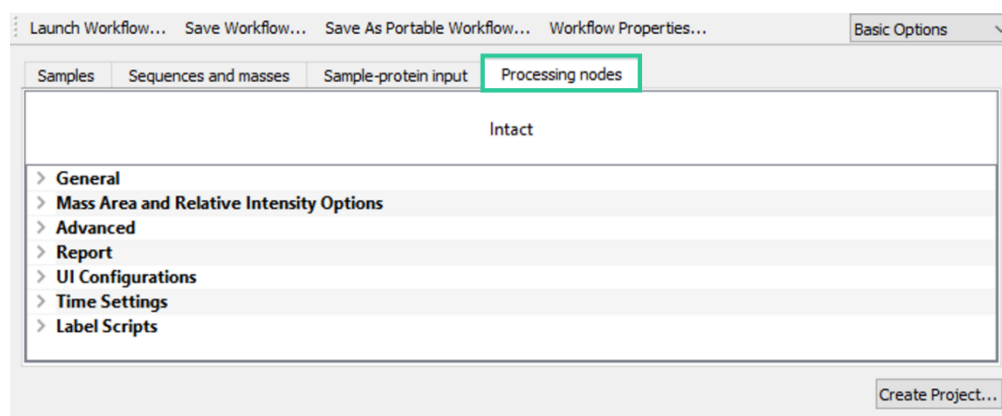 Launch Workflow... Save Workflow... Save As Portable Workflow... Workflow Properties... Basic Options
Samples Sequences and masses Sample-protein input Processing nodes
Intact
General
Mass Area and Relative Intensity Options
Advanced
Report
UI Configurations
Time Settings
Label Scripts
Create Project...